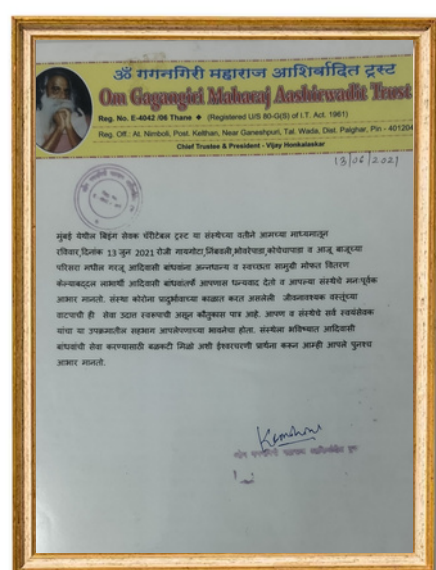 ॐ गगनगिरी महाराज आशिर्वादित ट्रस्ट
Om Gagangiri Maharaj Aashirwadit Trust
Reg. No. E-4042 /06 Thane ◆ (Registered U/S 80-G(S) of I.T. Act. 1961)
Reg. Off.: At. Nimboli, Post. Kelthan, Near Ganeshpuri, Tal. Wada, Dist. Palghar, Pin - 401204
Chief Trustee & President - Vijay Honkalaskar
13/06/2021
मुंबई येथील बिइंग सेवक चॅरीटेबल ट्रस्ट या संस्थेच्या वतीने आमच्या माध्यमातून
रविवार,दिनांक 13 जुन 2021 रोजी गायगोटा,निंबवली,भोवरेपाडा,कोपेचापाडा व आजू बाजूच्या
परिसरा मधील गरजू आदिवासी बांधवांना अन्नधान्य व स्वच्छता सामुग्री मोफत वितरण
केल्याबद्दल लाभार्थी आदिवासी बांधवांतर्फे आपणास धन्यवाद देतो व आपल्या संस्थेचे मनःपूर्वक
आभार मानतो. संस्था कोरोना प्रादुर्भावाच्या काळात करत असलेली जीवनावश्यक वस्तूंच्या
वाटपाची ही सेवा उदात्त स्वरूपाची असून कौतुकास पात्र आहे. आपण व संस्थेचे सर्व स्वयंसेवक
यांचा या उपक्रमातील सहभाग आपलेपणाच्या भावनेचा होता. संस्थेला भविष्यात आदिवासी
बांधवांची सेवा करण्यासाठी बळकटी मिळो अशी ईश्वरचरणी प्रार्थना करून आम्ही आपले पुनश्च
आभार मानतो.